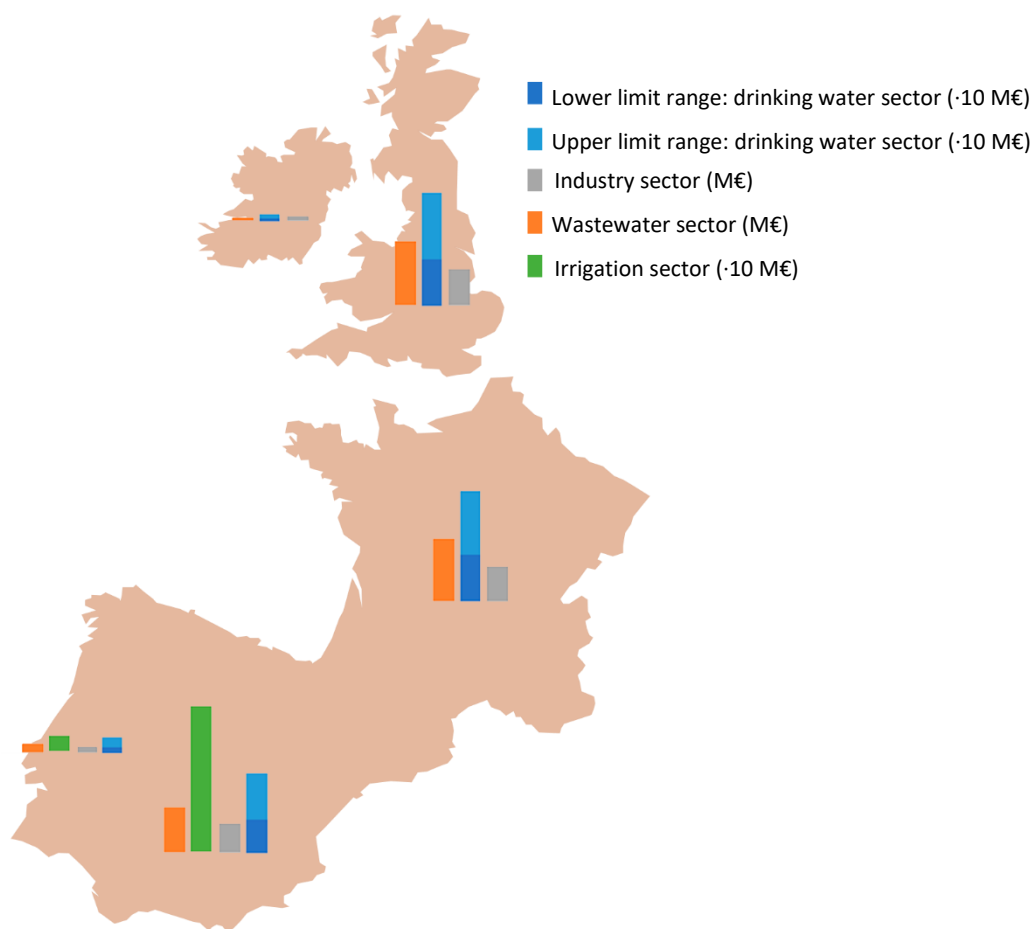 Lower limit range: drinking water sector (·10 M€)
Upper limit range: drinking water sector (·10 M€)
Industry sector (M€)
Wastewater sector (M€)
Irrigation sector (·10 M€)